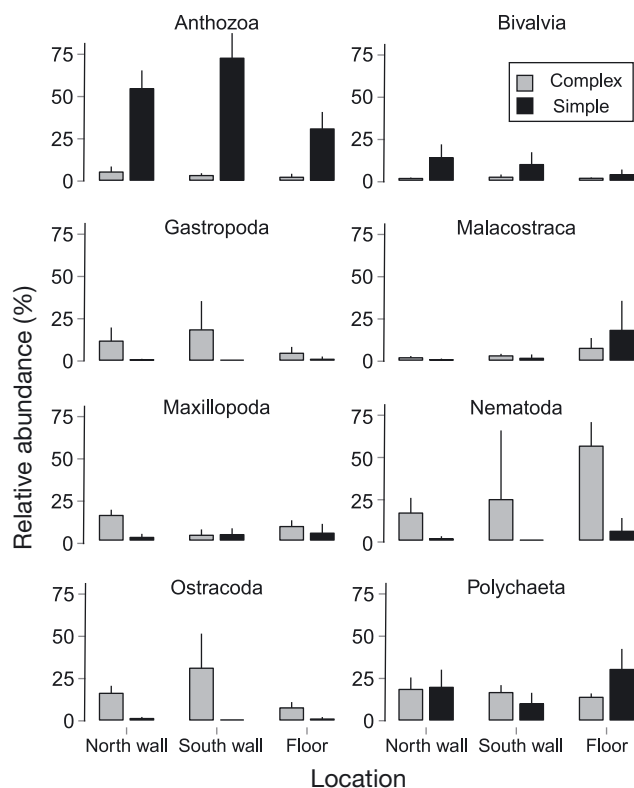 Anthozoa
Bivalvia
75
50
25
0
75
50
25
0
Complex
Simple
Gastropoda
Malacostraca
75
50
25
0
75
50
25
0
Maxillopoda
Nematoda
75
50
25
0
75
50
25
0
Ostracoda
Polychaeta
75
50
25
0
75
50
25
0
North wall South wall Floor
North wall South wall Floor
Relative abundance (%)
Location